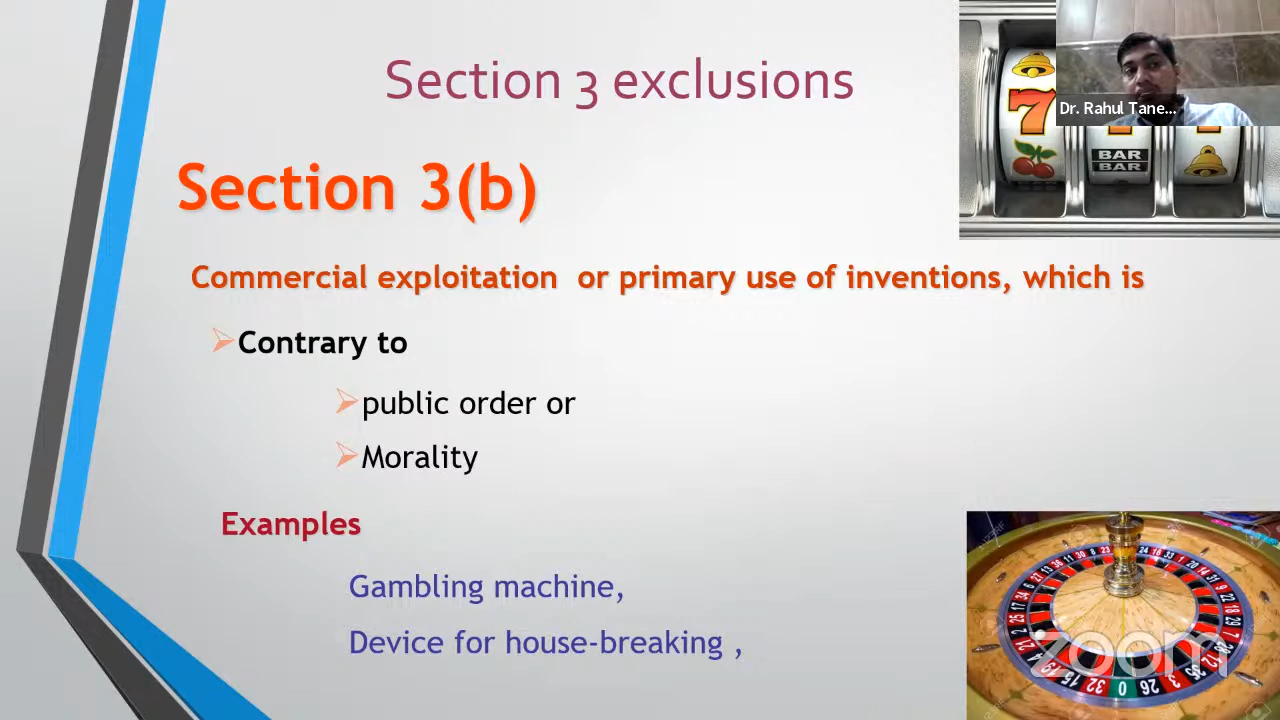 Section 3 exclusions
Section 3(b)
Commercial exploitation or primary use of inventions, which is
Contrary to
public order or
Morality
Examples
Gambling machine,
Device for house-breaking ,
Dr. Rahul Tane...
7
BAR
BAR
zoom